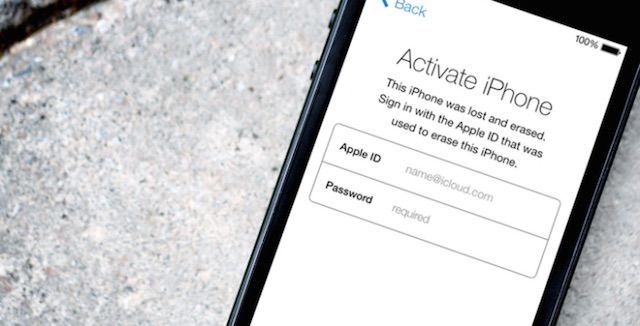 Back
100%
Activate iPhone
This iPhone was lost and erased.
Sign in with the Apple ID that was
used to erase this iPhone.
Apple ID name@icloud.com
Password required